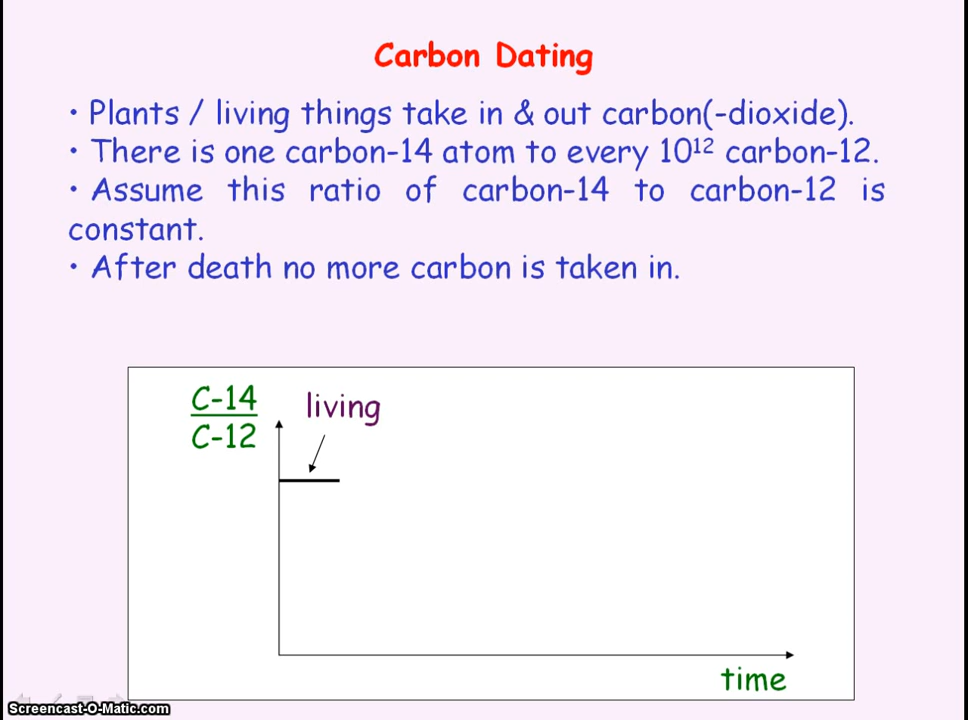 Carbon Dating
• Plants / living things take in & out carbon(-dioxide).
• There is one carbon-14 atom to every 10¹² carbon-12.
• Assume this ratio of carbon-14 to carbon-12 is
constant.
• After death no more carbon is taken in.
C-14
C-12
living
time
Screencast-O-Matic.com